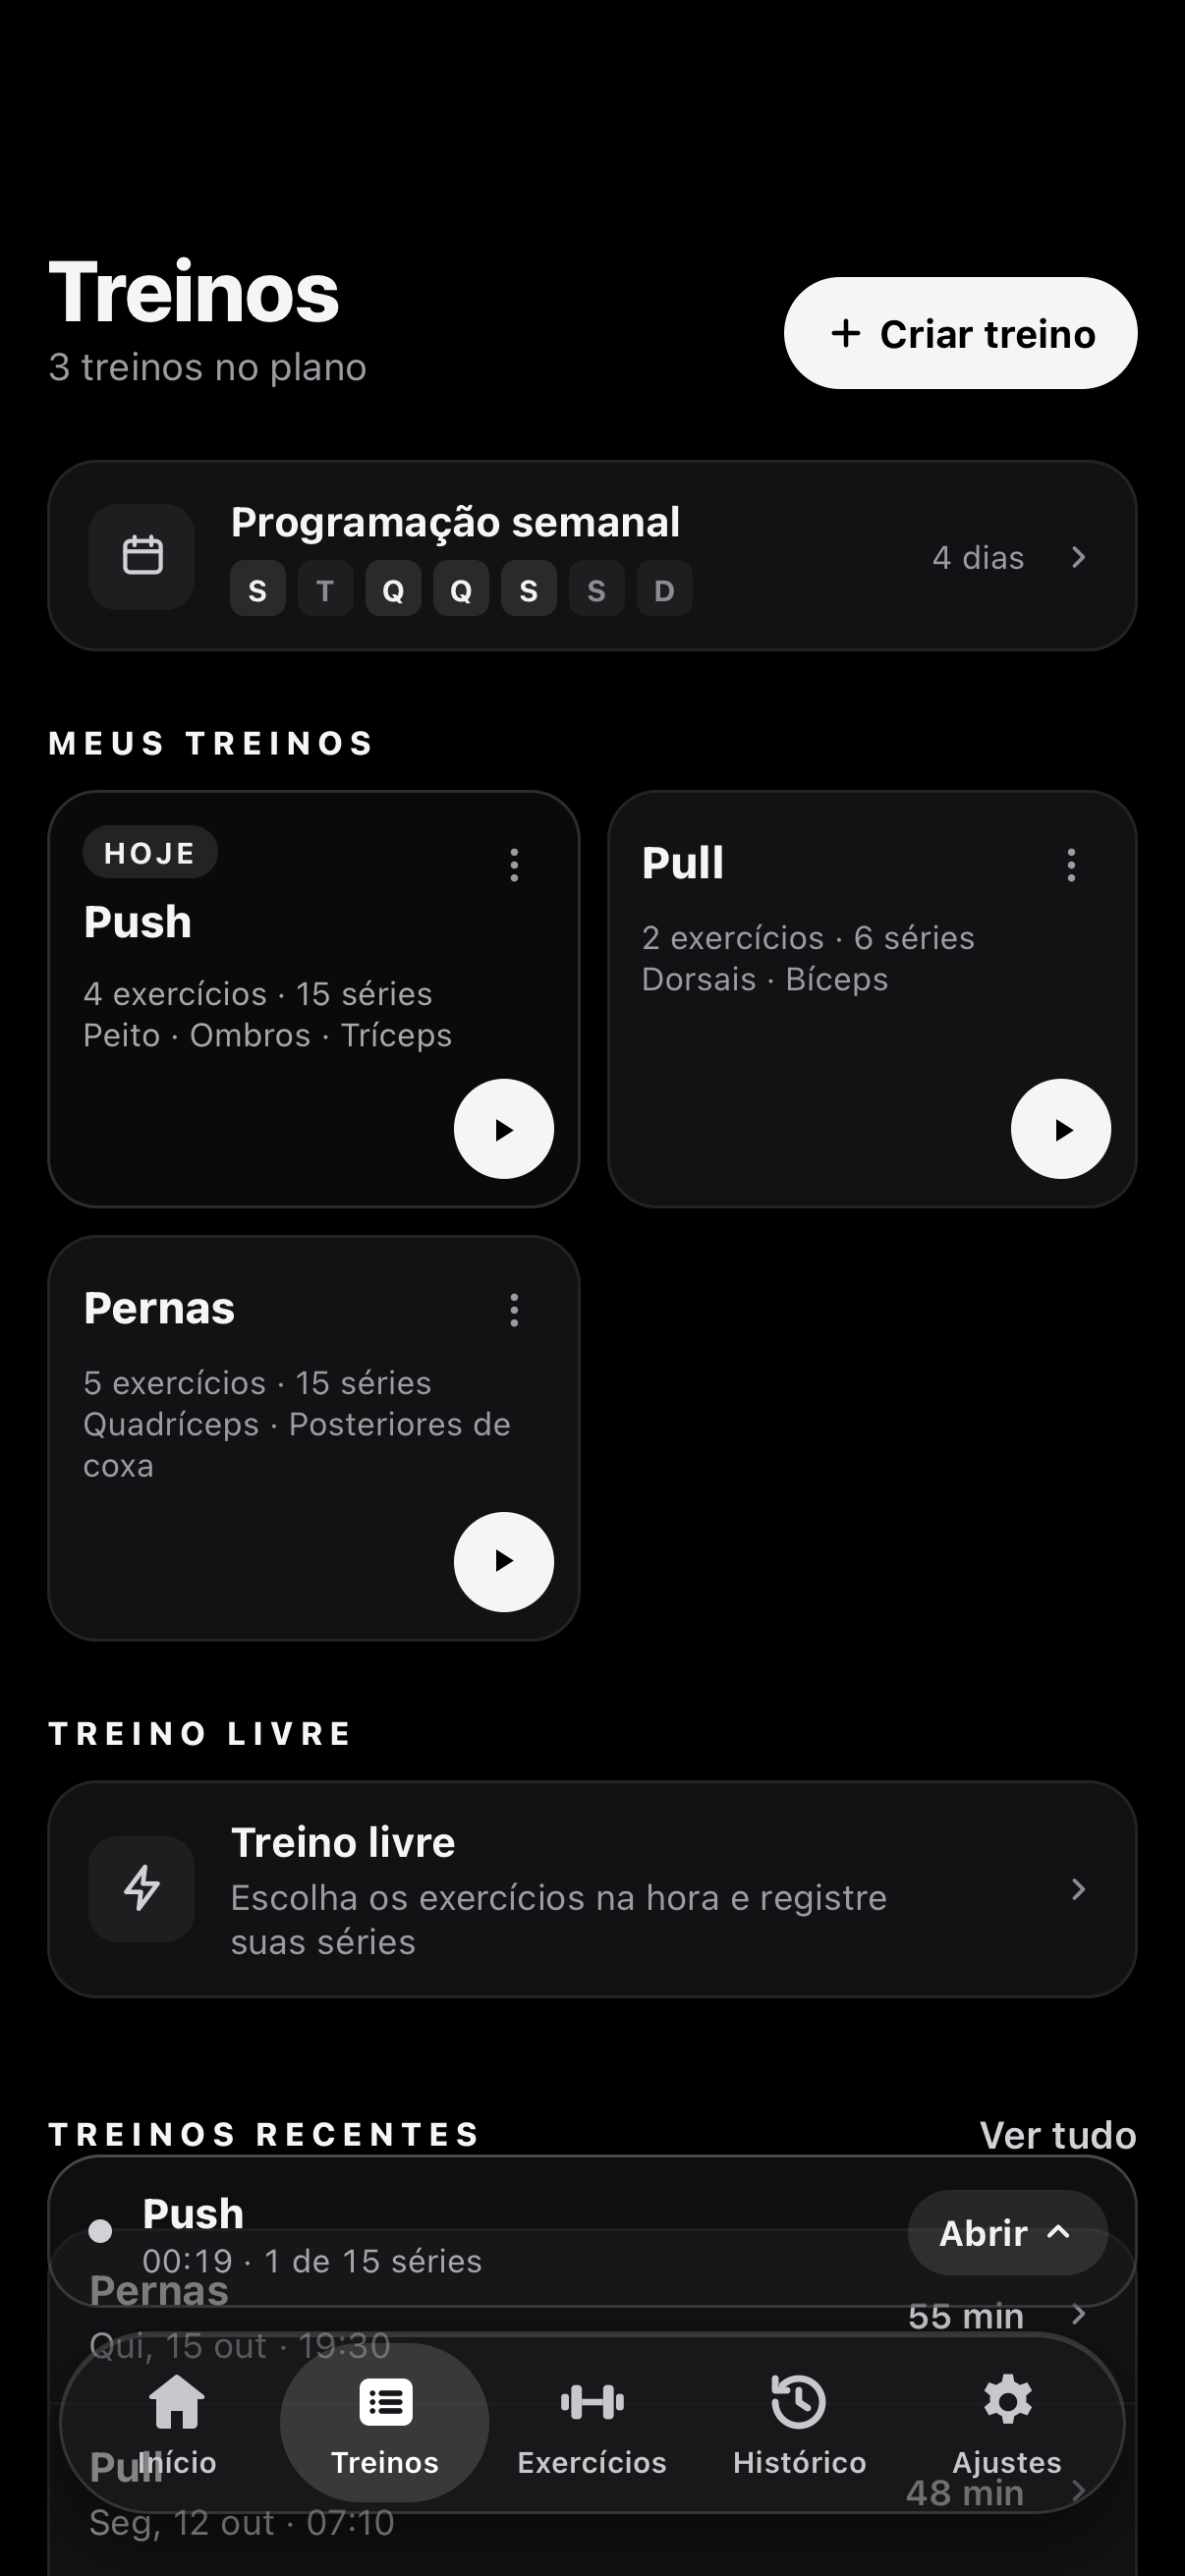 Treinos
3 treinos no plano
+ Criar treino
Programação semanal
S T Q Q S S D
4 dias
MEUS TREINOS
HOJE
Push
4 exercícios · 15 séries
Peito · Ombros · Tríceps
Pull
2 exercícios · 6 séries
Dorsais · Bíceps
Pernas
5 exercícios · 15 séries
Quadríceps · Posteriores de
coxa
TREINO LIVRE
Treino livre
Escolha os exercícios na hora e registre
suas séries
TREINOS RECENTES
Ver tudo
Push
00:19 · 1 de 15 séries
Abrir
Pernas
Qui, 15 out · 19:30
55 min
Início
Treinos
Exercícios
Histórico
Ajustes
Pull
Seg, 12 out · 07:10
48 min